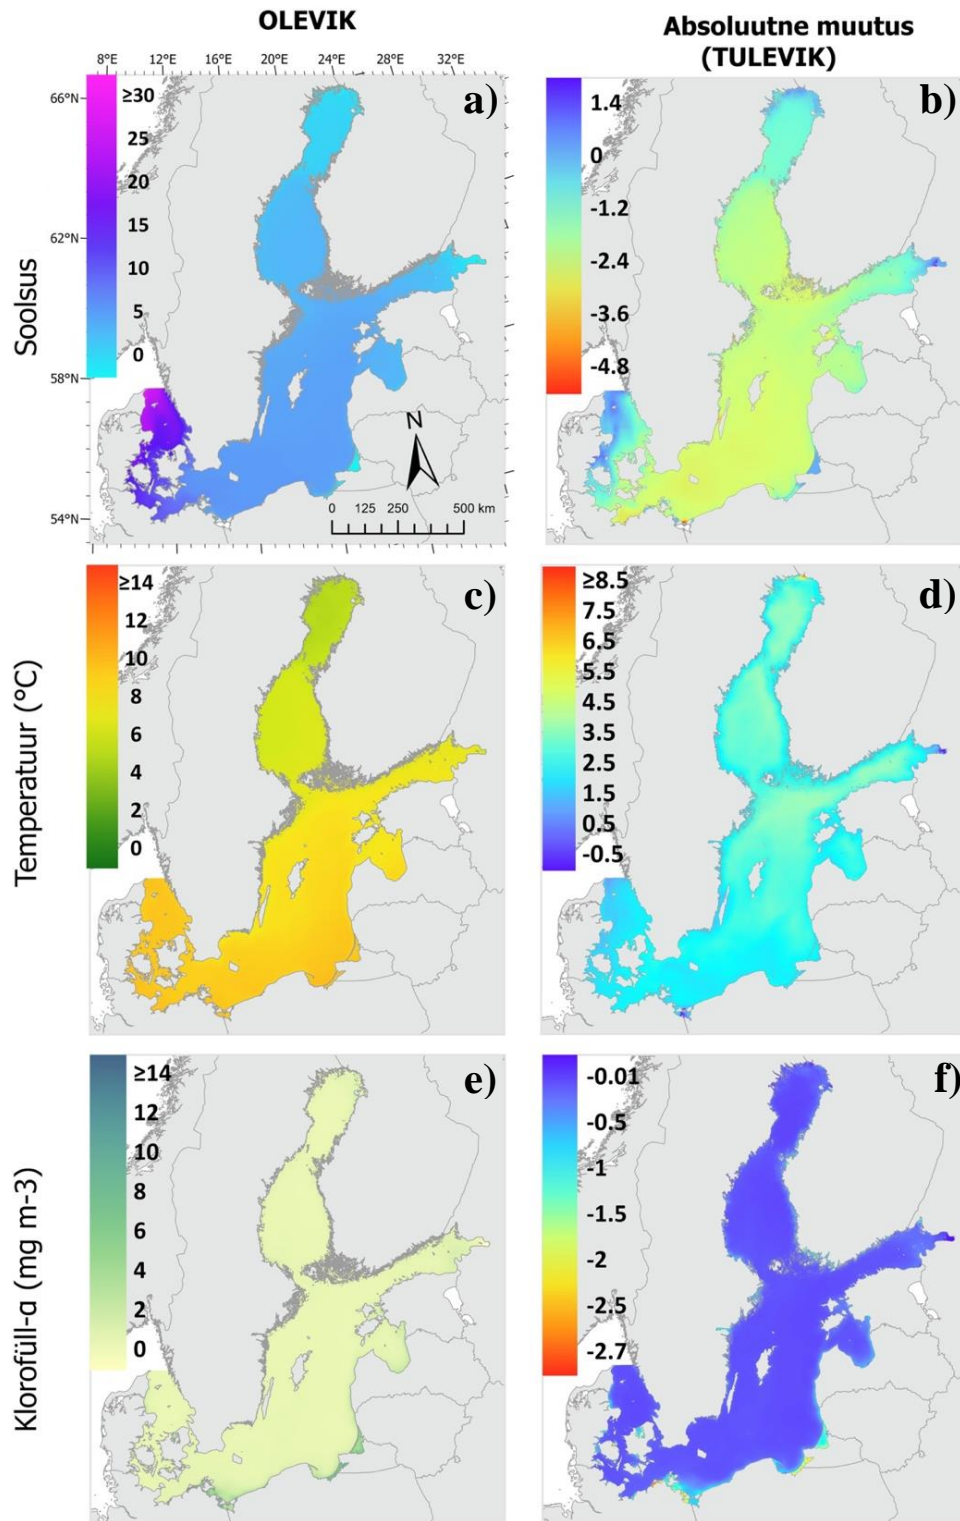 OLEVIK
Absoluutne muutus
(TULEVIK)
8°E 12°E 16°E 20°E 24°E 28°E 32°E
66°N
62°N
58°N
54°N
Soolsus
a)
≥30
25
20
15
10
5
0
N
0 125 250 500 km
b)
1.4
0
-1.2
-2.4
-3.6
-4.8
Temperatuur (°C)
c)
≥14
12
10
8
6
4
2
0
d)
≥8.5
7.5
6.5
5.5
4.5
3.5
2.5
1.5
0.5
-0.5
Klorofüll-a (mg m-3)
e)
≥14
12
10
8
6
4
2
0
f)
-0.01
-0.5
-1
-1.5
-2
-2.5
-2.7